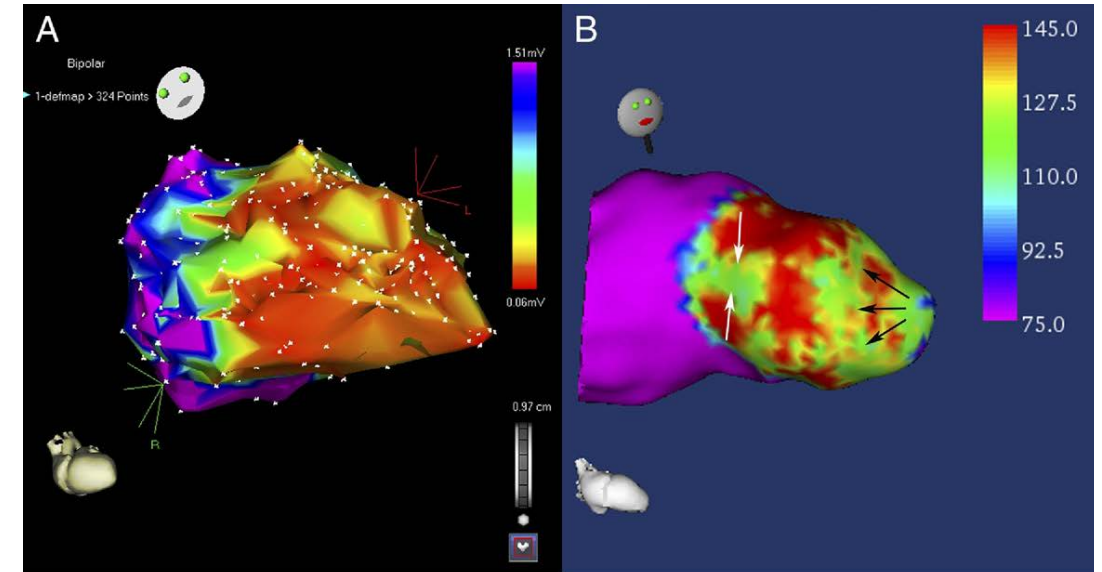 A
Bipolar
1-defmap > 324 Points
1.51mV
0.06mV
L
R
0.97 cm
B
145.0
127.5
110.0
92.5
75.0